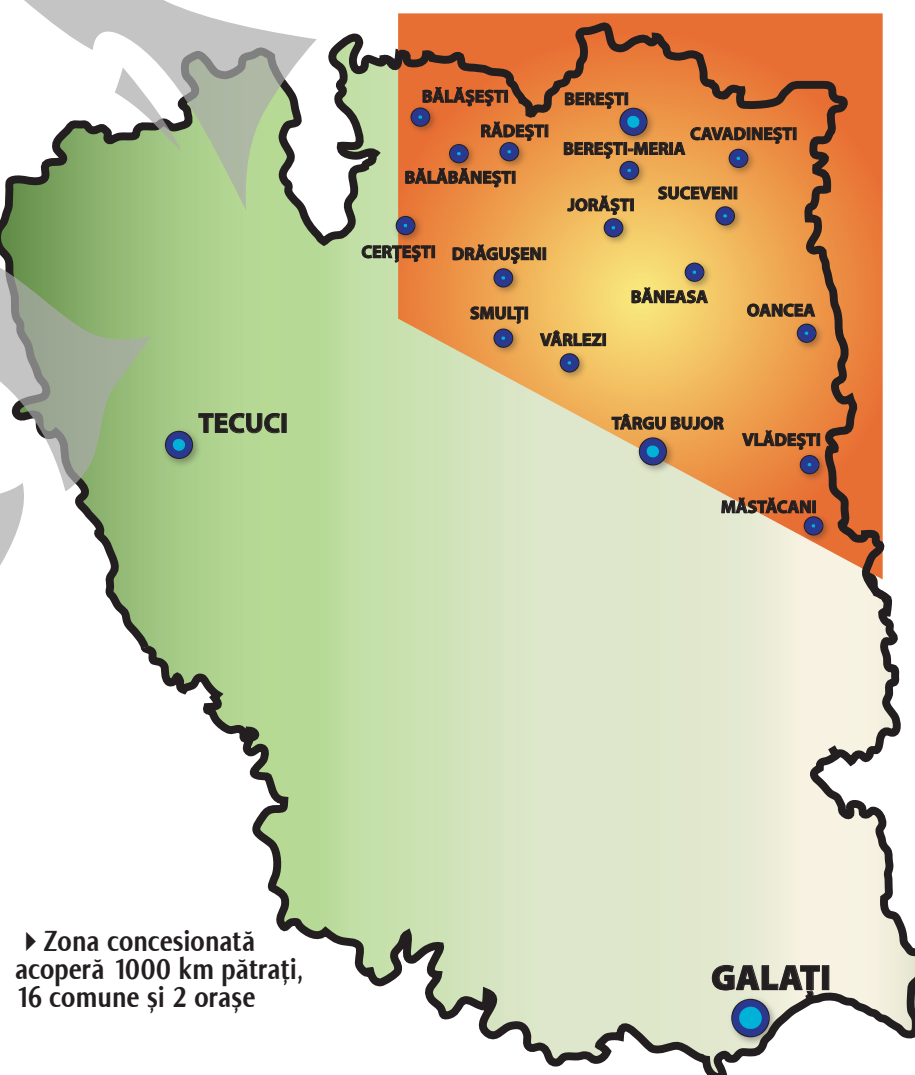 BĂLĂȘEȘTI
BEREȘTI
RĂDEȘTI
CAVADINEȘTI
BEREȘTI-MERIA
BĂLĂBĂNEȘTI
SUCEVENI
JORĂȘTI
CERȚEȘTI
DRĂGUȘENI
BĂNEASA
SMULȚI
OANCEA
VÂRLEZI
TECUCI
TÂRGU BUJOR
VLĂDEȘTI
MĂSTĂCANI
Zona concesionată
acoperă 1000 km pătrați,
16 comune și 2 orașe
GALAȚI